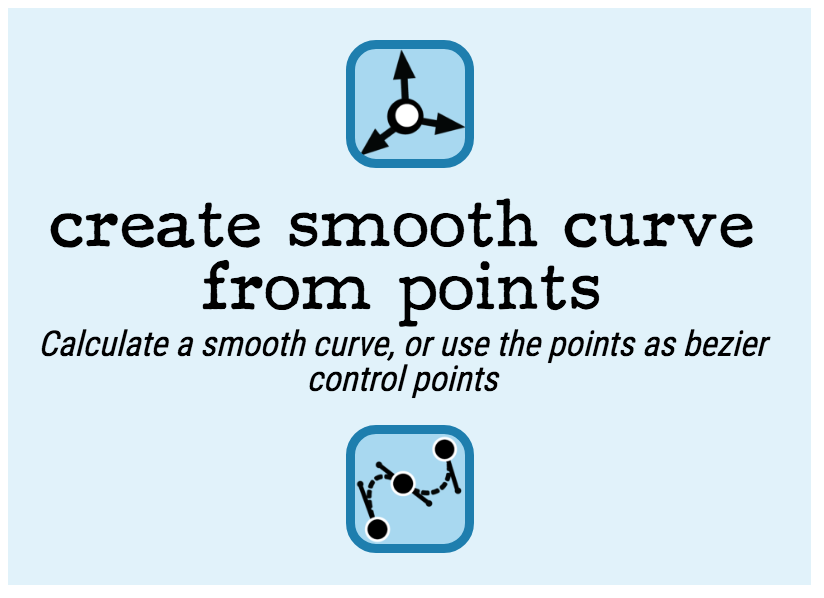 create smooth curve
from points
Calculate a smooth curve, or use the points as bezier
control points